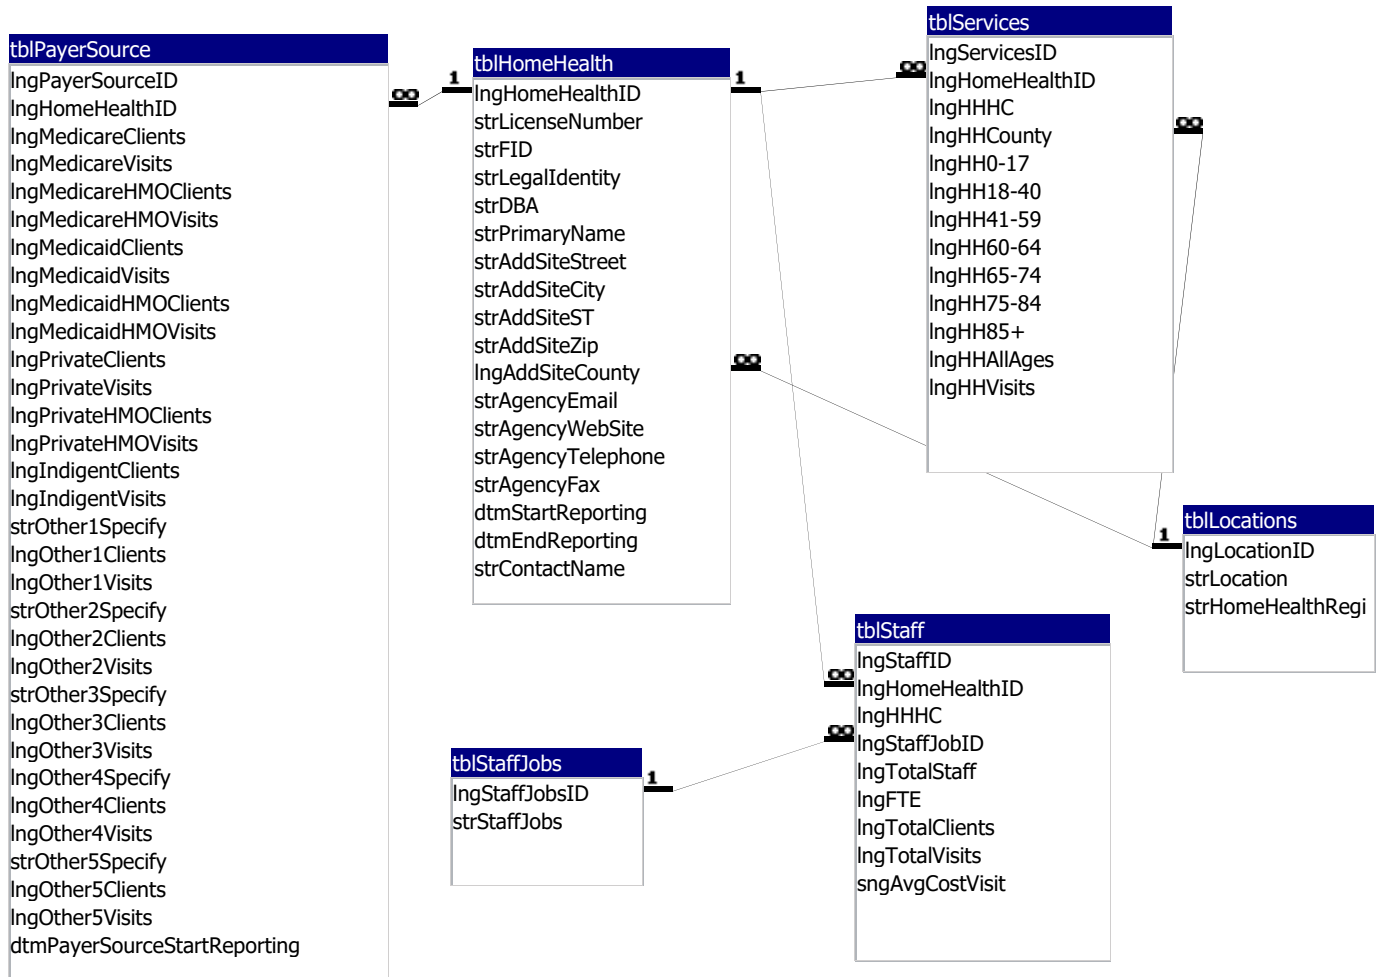 tblPayerSource
lngPayerSourceID
lngHomeHealthID
lngMedicareClients
lngMedicareVisits
lngMedicareHMOClients
lngMedicareHMOVisits
lngMedicaidClients
lngMedicaidVisits
lngMedicaidHMOClients
lngMedicaidHMOVisits
lngPrivateClients
lngPrivateVisits
lngPrivateHMOClients
lngPrivateHMOVisits
lngIndigentClients
lngIndigentVisits
strOther1Specify
lngOther1Clients
lngOther1Visits
strOther2Specify
lngOther2Clients
lngOther2Visits
strOther3Specify
lngOther3Clients
lngOther3Visits
lngOther4Specify
lngOther4Clients
lngOther4Visits
strOther5Specify
lngOther5Clients
lngOther5Visits
dtmPayerSourceStartReporting
∞
1
tblHomeHealth
lngHomeHealthID
strLicenseNumber
strFID
strLegalIdentity
strDBA
strPrimaryName
strAddSiteStreet
strAddSiteCity
strAddSiteST
strAddSiteZip
lngAddSiteCounty
strAgencyEmail
strAgencyWebSite
strAgencyTelephone
strAgencyFax
dtmStartReporting
dtmEndReporting
strContactName
1
∞
∞
tblServices
lngServicesID
lngHomeHealthID
lngHHHC
lngHHCounty
lngHH0-17
lngHH18-40
lngHH41-59
lngHH60-64
lngHH65-74
lngHH75-84
lngHH85+
lngHHAllAges
lngHHVisits
∞
1
tblLocations
lngLocationID
strLocation
strHomeHealthRegi
tblStaffJobs
lngStaffJobsID
strStaffJobs
1
∞
∞
tblStaff
lngStaffID
lngHomeHealthID
lngHHHC
lngStaffJobID
lngTotalStaff
lngFTE
lngTotalClients
lngTotalVisits
sngAvgCostVisit